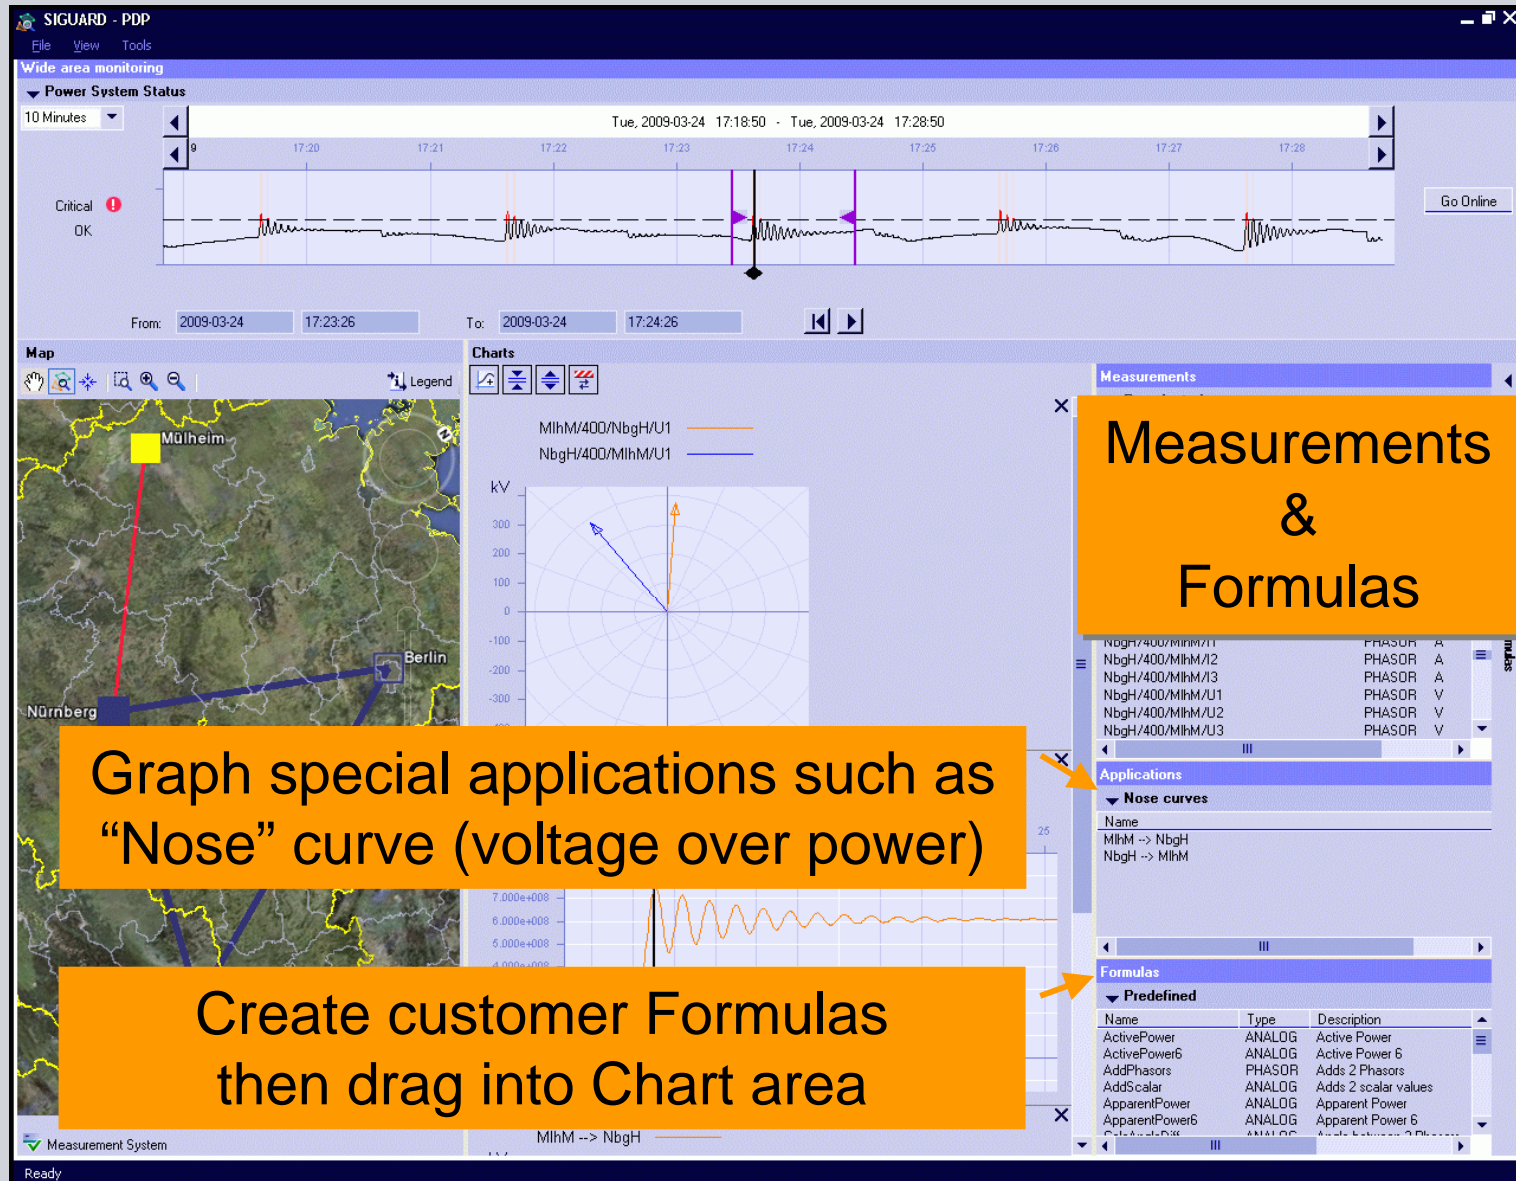 SIGUARD - PDP
File View Tools
Wide area monitoring
Power System Status
10 Minutes
Tue, 2009-03-24 17:18:50 - Tue, 2009-03-24 17:28:50
9 17:20 17:21 17:22 17:23 17:24 17:25 17:26 17:27 17:28
Critical
OK
Go Online
From: 2009-03-24 17:23:26 To: 2009-03-24 17:24:26
Map
Legend
Mülheim
Berlin
Nürnberg
Charts
MlhM/400/NbgH/U1
NbgH/400/MlhM/U1
kV
300
200
100
0
-100
-200
-300
25
7.000e+008
6.000e+008
5.000e+008
4.000e+008
MlhM --> NbgH
Measurements
Measurements
&
Formulas
NbgH/400/MlhM/I1 PHASOR A
NbgH/400/MlhM/I2 PHASOR A
NbgH/400/MlhM/I3 PHASOR A
NbgH/400/MlhM/U1 PHASOR V
NbgH/400/MlhM/U2 PHASOR V
NbgH/400/MlhM/U3 PHASOR V
Graph special applications such as
“Nose” curve (voltage over power)
Applications
Nose curves
Name
MlhM --> NbgH
NbgH --> MlhM
Create customer Formulas
then drag into Chart area
Formulas
Predefined
Name Type Description
ActivePower ANALOG Active Power
ActivePower6 ANALOG Active Power 6
AddPhasors PHASOR Adds 2 Phasors
AddScalar ANALOG Adds 2 scalar values
ApparentPower ANALOG Apparent Power
ApparentPower6 ANALOG Apparent Power 6
Measurement System
Ready